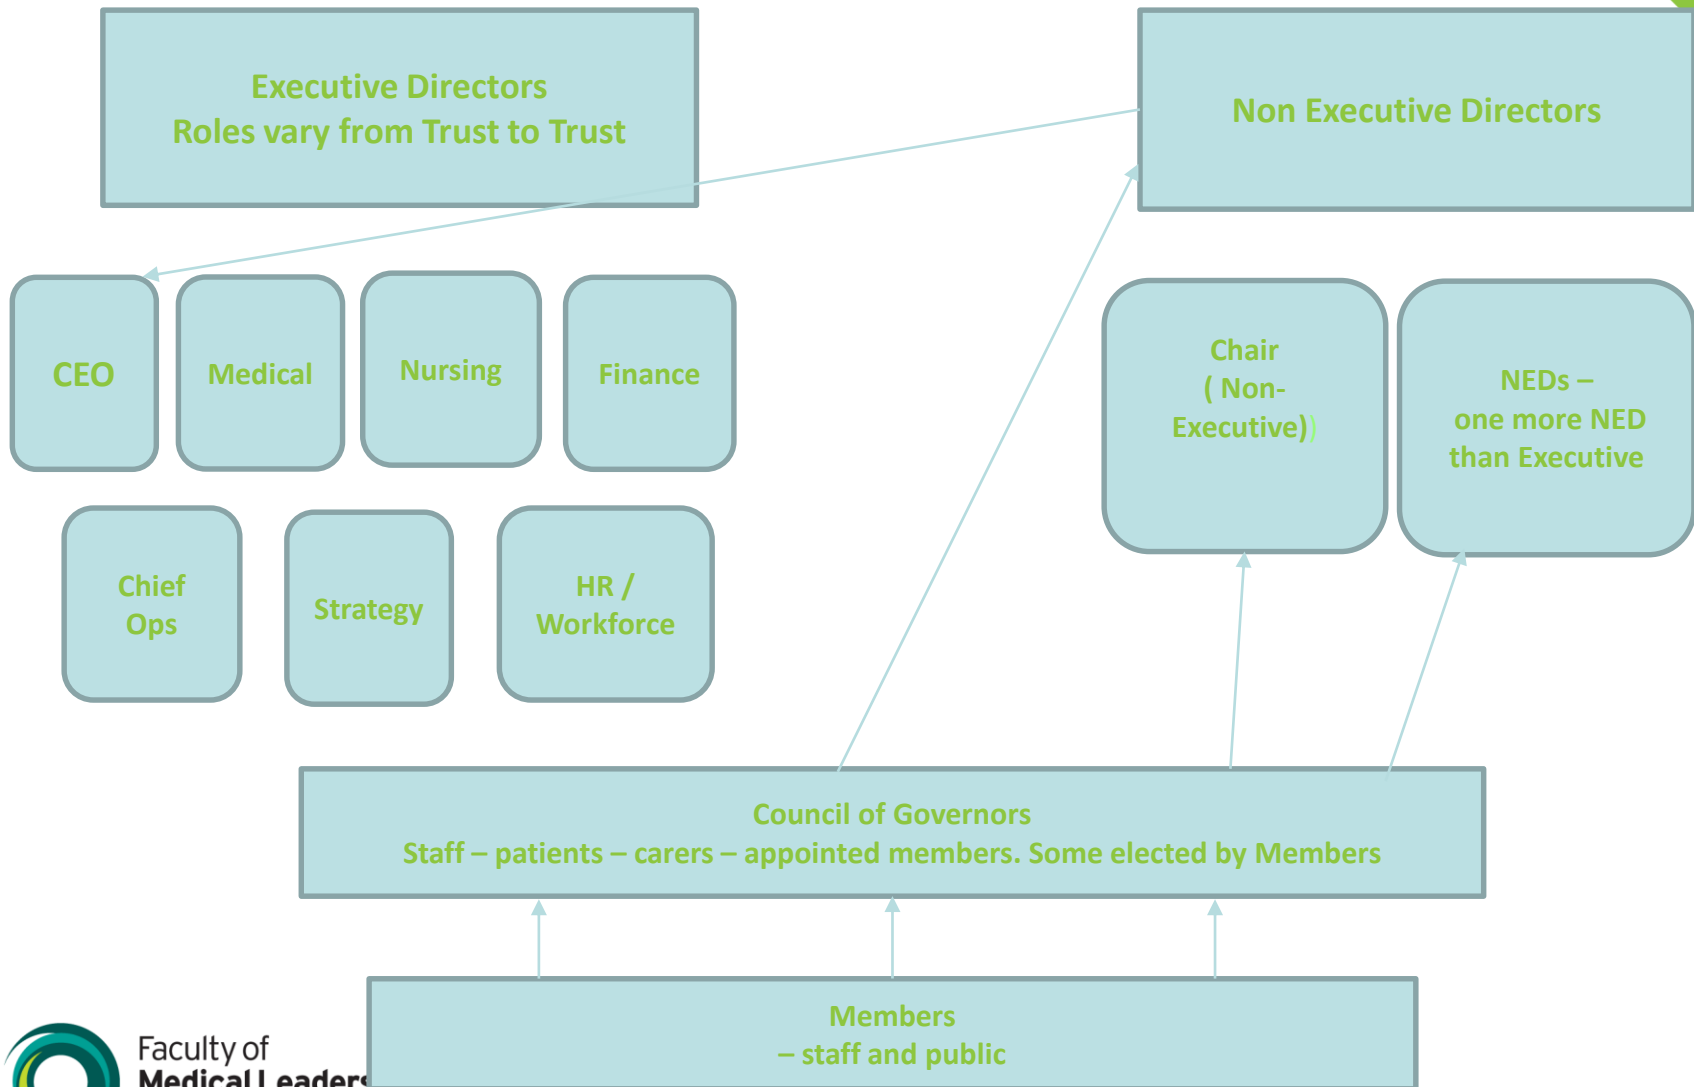 Executive Directors
Roles vary from Trust to Trust
Non Executive Directors
CEO
Medical
Nursing
Finance
Chair
( Non-
Executive))
NEDs –
one more NED
than Executive
Chief
Ops
Strategy
HR /
Workforce
Council of Governors
Staff – patients – carers – appointed members. Some elected by Members
Members
– staff and public
Faculty of
Medical Leaders